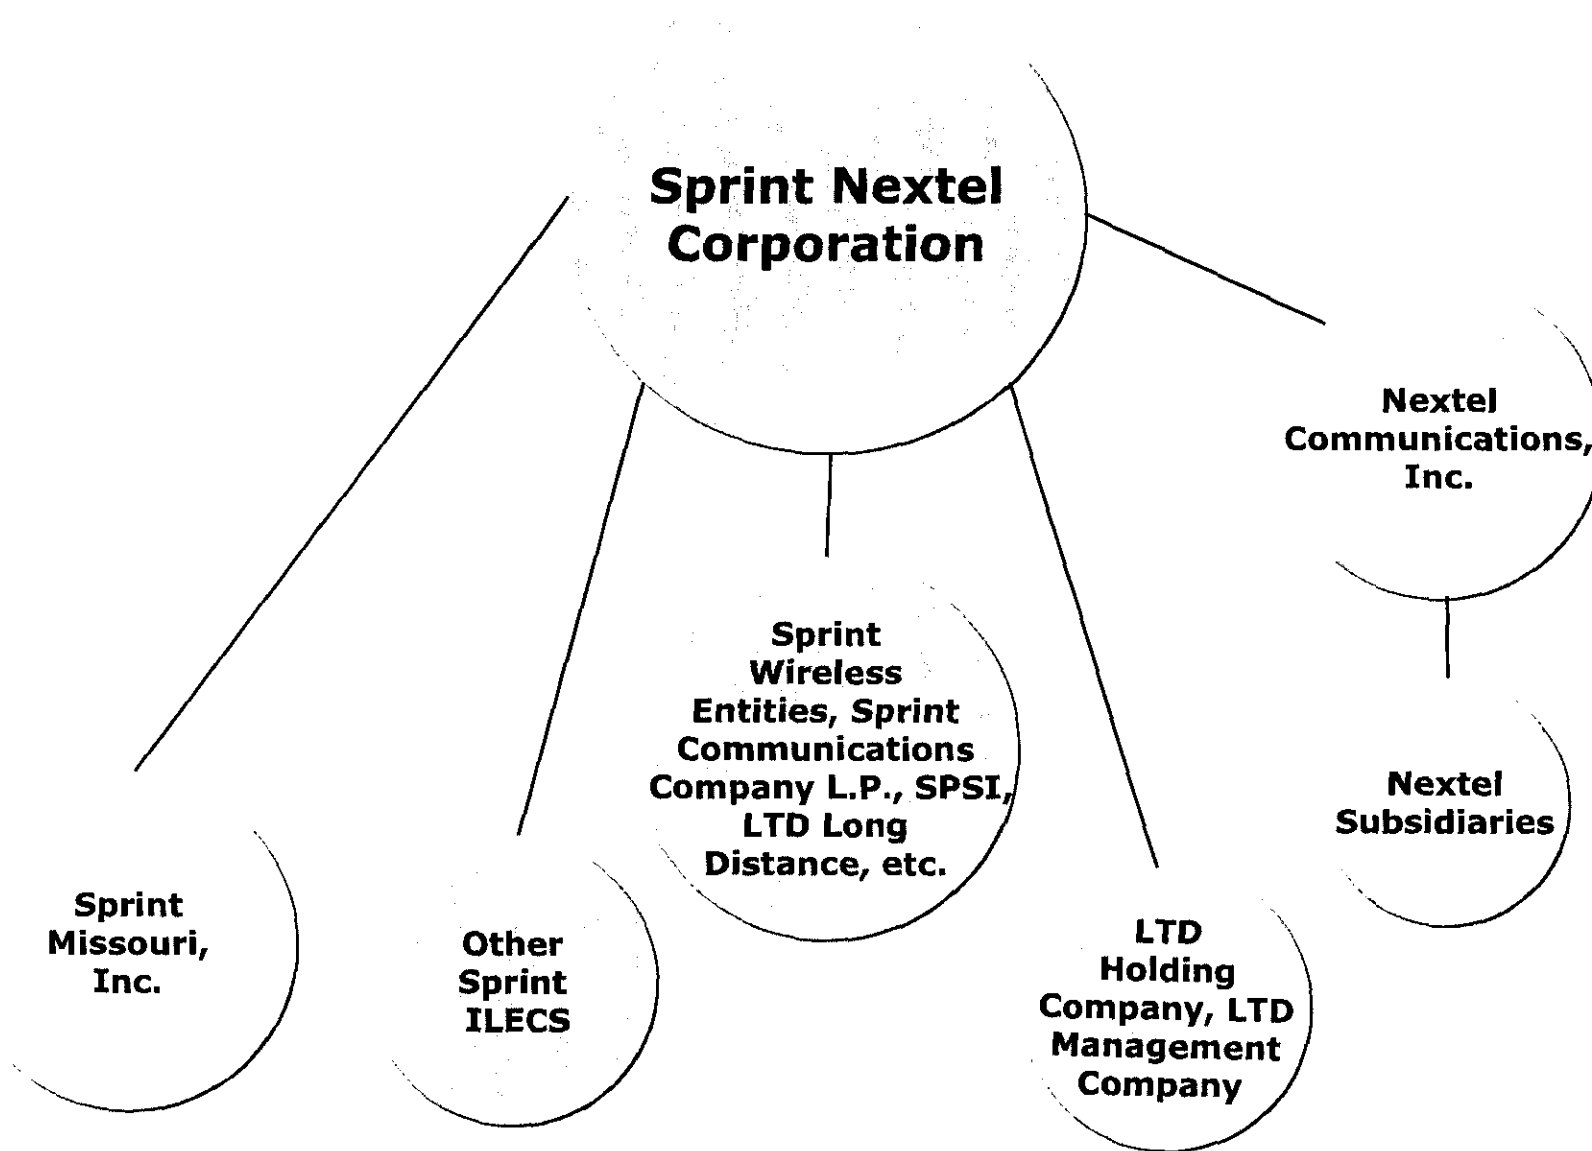 Sprint Nextel
Corporation
Nextel
Communications,
Inc.
Sprint
Wireless
Entities, Sprint
Communications
Company L.P., SPSI,
LTD Long
Distance, etc.
Nextel
Subsidiaries
Sprint
Missouri,
Inc.
Other
Sprint
ILECS
LTD
Holding
Company, LTD
Management
Company